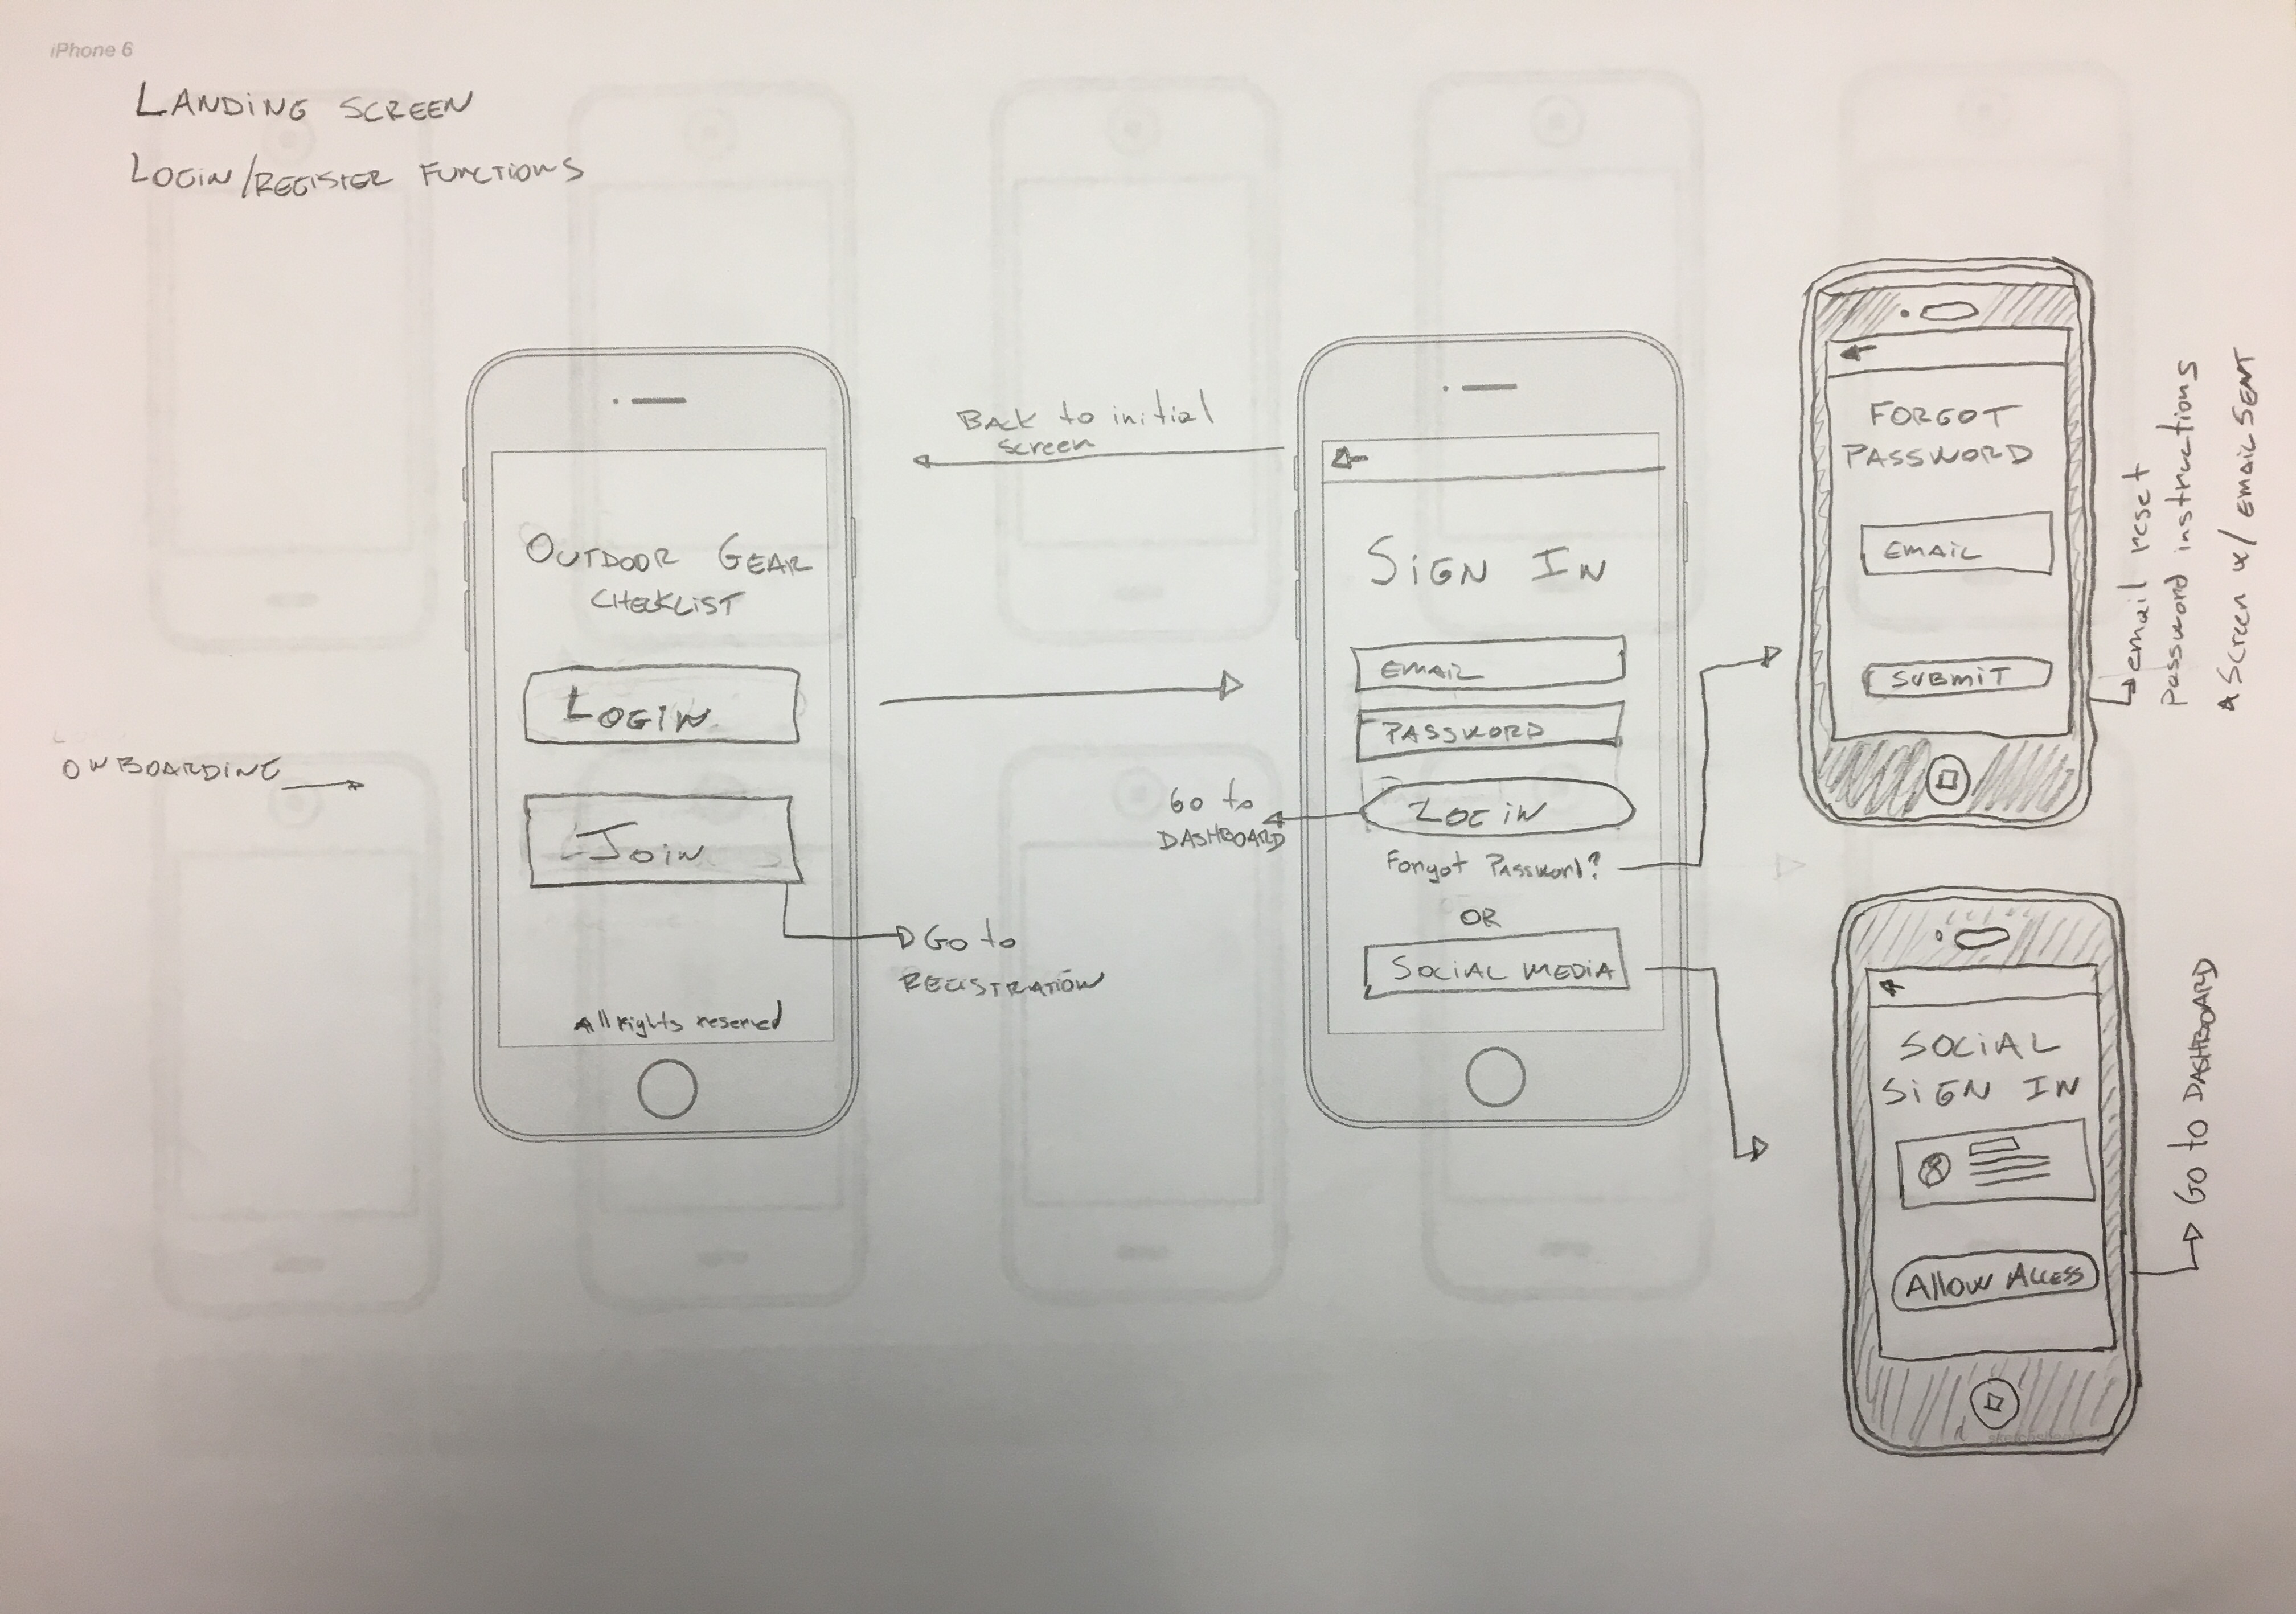 iPhone 6
LANDING SCREEN
LOGIN/REGISTER FUNCTIONS
ONBOARDING
OUTDOOR GEAR
CHECKLIST
LOGIN
JOIN
All rights reserved
Go to
REGISTRATION
BACK to initial
screen
SIGN IN
EMAIL
PASSWORD
LOGIN
Go to
DASHBOARD
Forgot Password?
OR
SOCIAL MEDIA
FORGOT
PASSWORD
EMAIL
SUBMIT
email reset
password instructions
A Screen w/ EMAIL SENT
SOCIAL
SIGN IN
Allow Access
Go to DASHBOARD